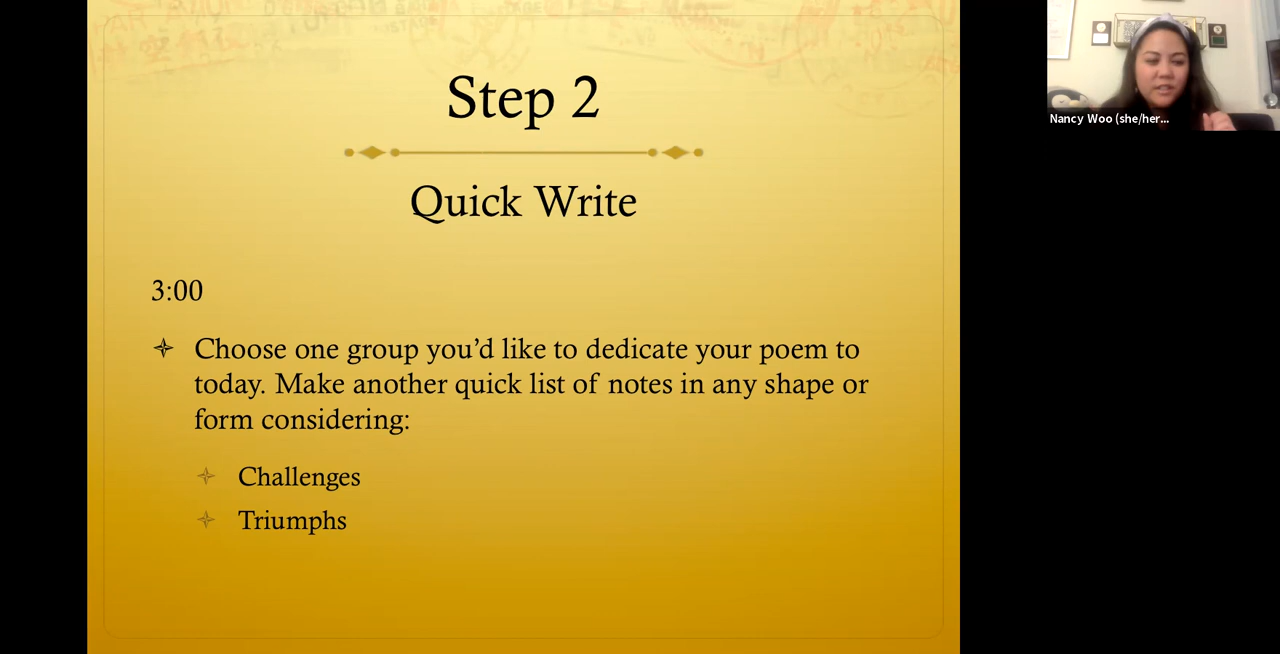 Step 2
Quick Write
3:00
Choose one group you’d like to dedicate your poem to
today. Make another quick list of notes in any shape or
form considering:
Challenges
Triumphs
Nancy Woo (she/her...